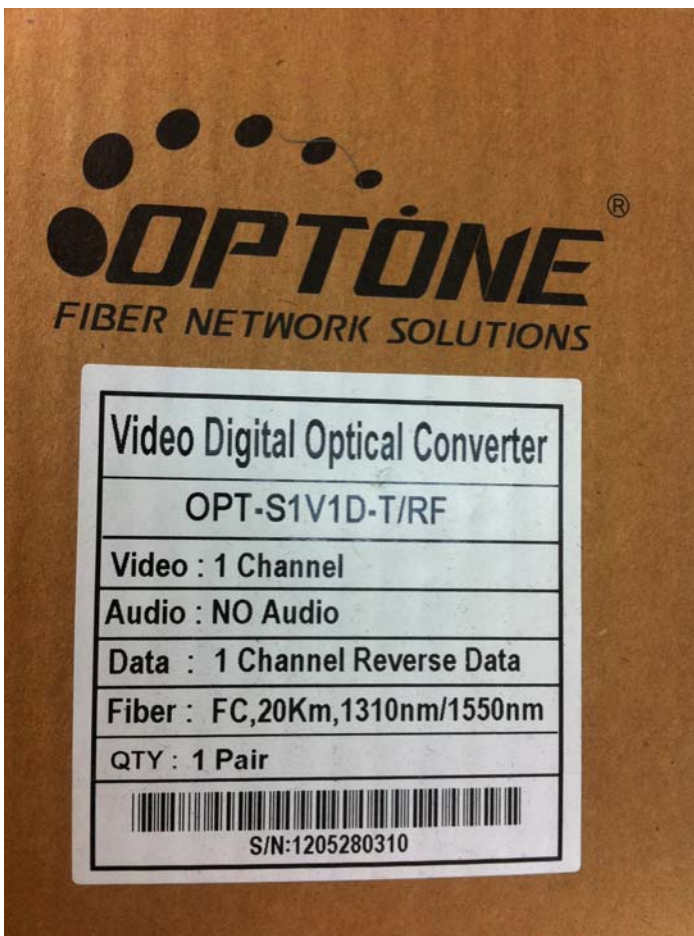 OPTONE®
FIBER NETWORK SOLUTIONS
Video Digital Optical Converter
OPT-S1V1D-T/RF
Video : 1 Channel
Audio : NO Audio
Data : 1 Channel Reverse Data
Fiber : FC,20Km,1310nm/1550nm
QTY : 1 Pair
S/N:1205280310